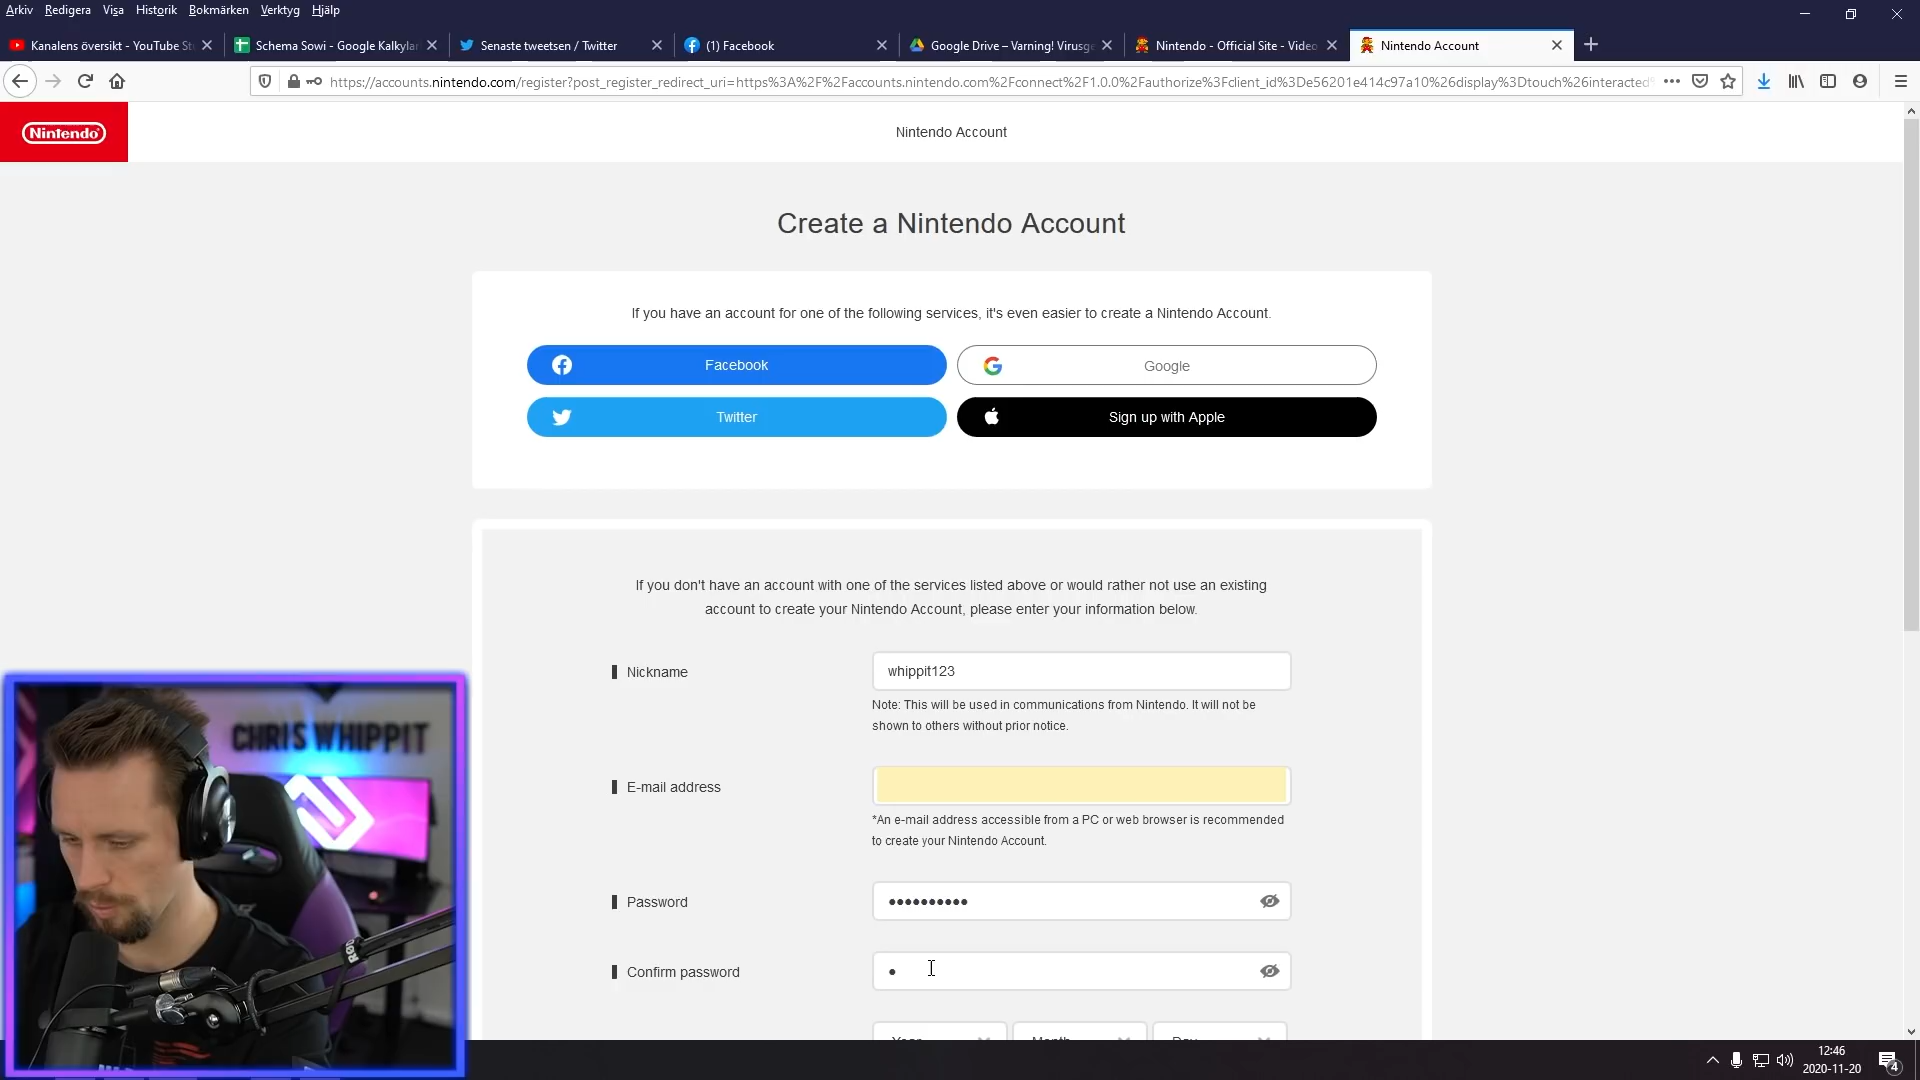 Arkiv Redigera Visa Historik Bokmärken Verktyg Hjälp
Kanalens översikt - YouTube St
Schema Sowi - Google Kalkylar
Senaste tweetsen / Twitter
(1) Facebook
Google Drive – Varning! Virusge
Nintendo - Official Site - Video
Nintendo Account
https://accounts.nintendo.com/register?post_register_redirect_uri=https%3A%2F%2Faccounts.nintendo.com%2Fconnect%2F1.0.0%2Fauthorize%3Fclient_id%3De56201e414c97a10%26display%3Dtouch%26interacted%
Nintendo
Nintendo Account
Create a Nintendo Account
If you have an account for one of the following services, it's even easier to create a Nintendo Account.
Facebook
Google
Twitter
Sign up with Apple
If you don't have an account with one of the services listed above or would rather not use an existing
account to create your Nintendo Account, please enter your information below.
Nickname
whippit123
Note: This will be used in communications from Nintendo. It will not be
shown to others without prior notice.
E-mail address
*An e-mail address accessible from a PC or web browser is recommended
to create your Nintendo Account.
Password
Confirm password
Year Month Day
CHRIS WHIPPIT
RØDE
12:46
2020-11-20
4